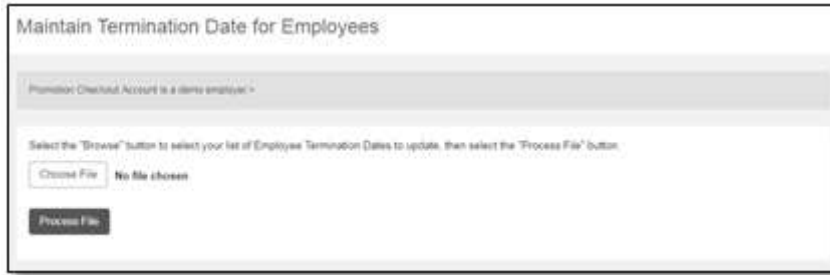 Maintain Termination Date for Employees
Promotion Checkout Account is a demo employer >
Select the "Browse" button to select your list of Employee Termination Dates to update, then select the "Process File" button.
Choose File No file chosen
Process File